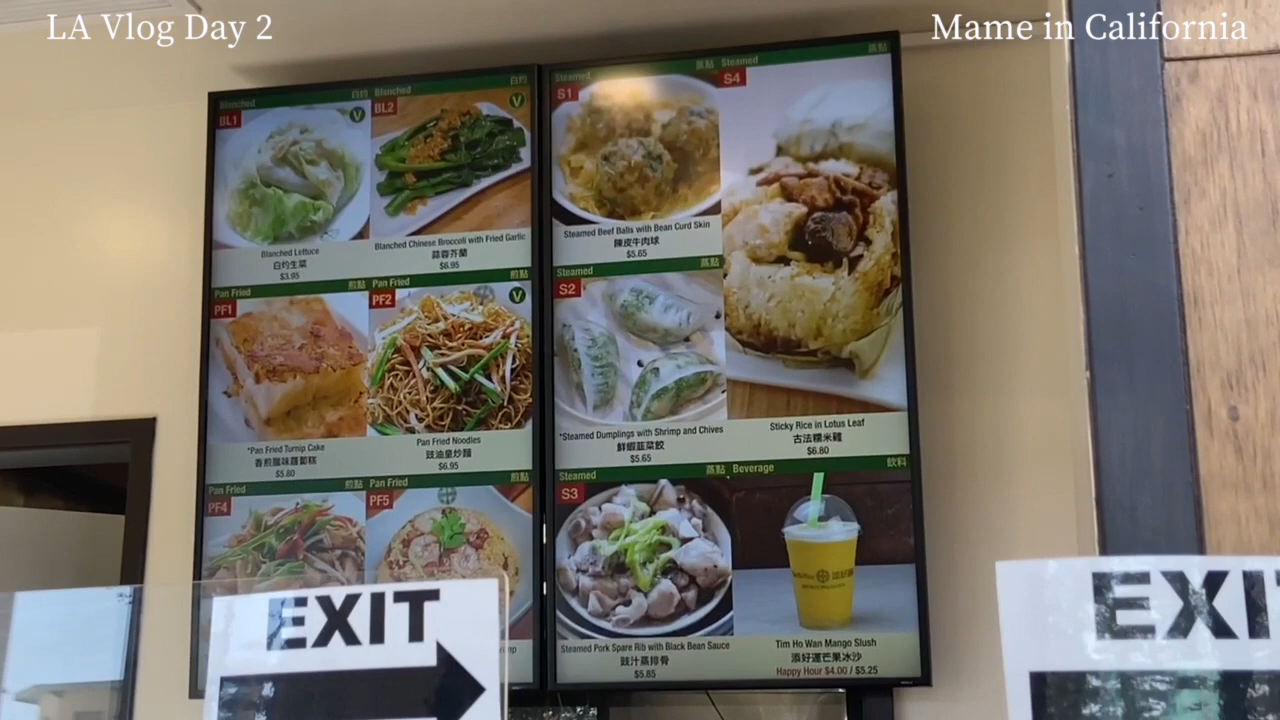 LA Vlog Day 2
Mame in California
Blanched 白灼
BL1
V
Blanched Lettuce
白灼生菜
$3.65
Blanched 白灼
BL2
V
Blanched Chinese Broccoli with Fried Garlic
蒜蓉芥蘭
$6.95
Pan Fried 煎點
PF1
*Pan Fried Turnip Cake
香煎臘味蘿蔔糕
$5.80
Pan Fried 煎點
PF2
V
Pan Fried Noodles
豉油皇炒麵
$6.95
Pan Fried 煎點
PF4
Pan Fried 煎點
PF5
Steamed 蒸點
S1
Steamed Beef Balls with Bean Curd Skin
陳皮牛肉球
$5.65
Steamed 蒸點
S2
*Steamed Dumplings with Shrimp and Chives
鮮蝦韮菜餃
$5.65
Steamed 蒸點
S4
Sticky Rice in Lotus Leaf
古法糯米雞
$6.80
Steamed 蒸點
S3
Steamed Pork Spare Rib with Black Bean Sauce
豉汁蒸排骨
$5.85
Beverage 飲料
Tim Ho Wan Mango Slush
添好運芒果冰沙
Happy Hour $4.00 / $5.25
EXIT
EXI